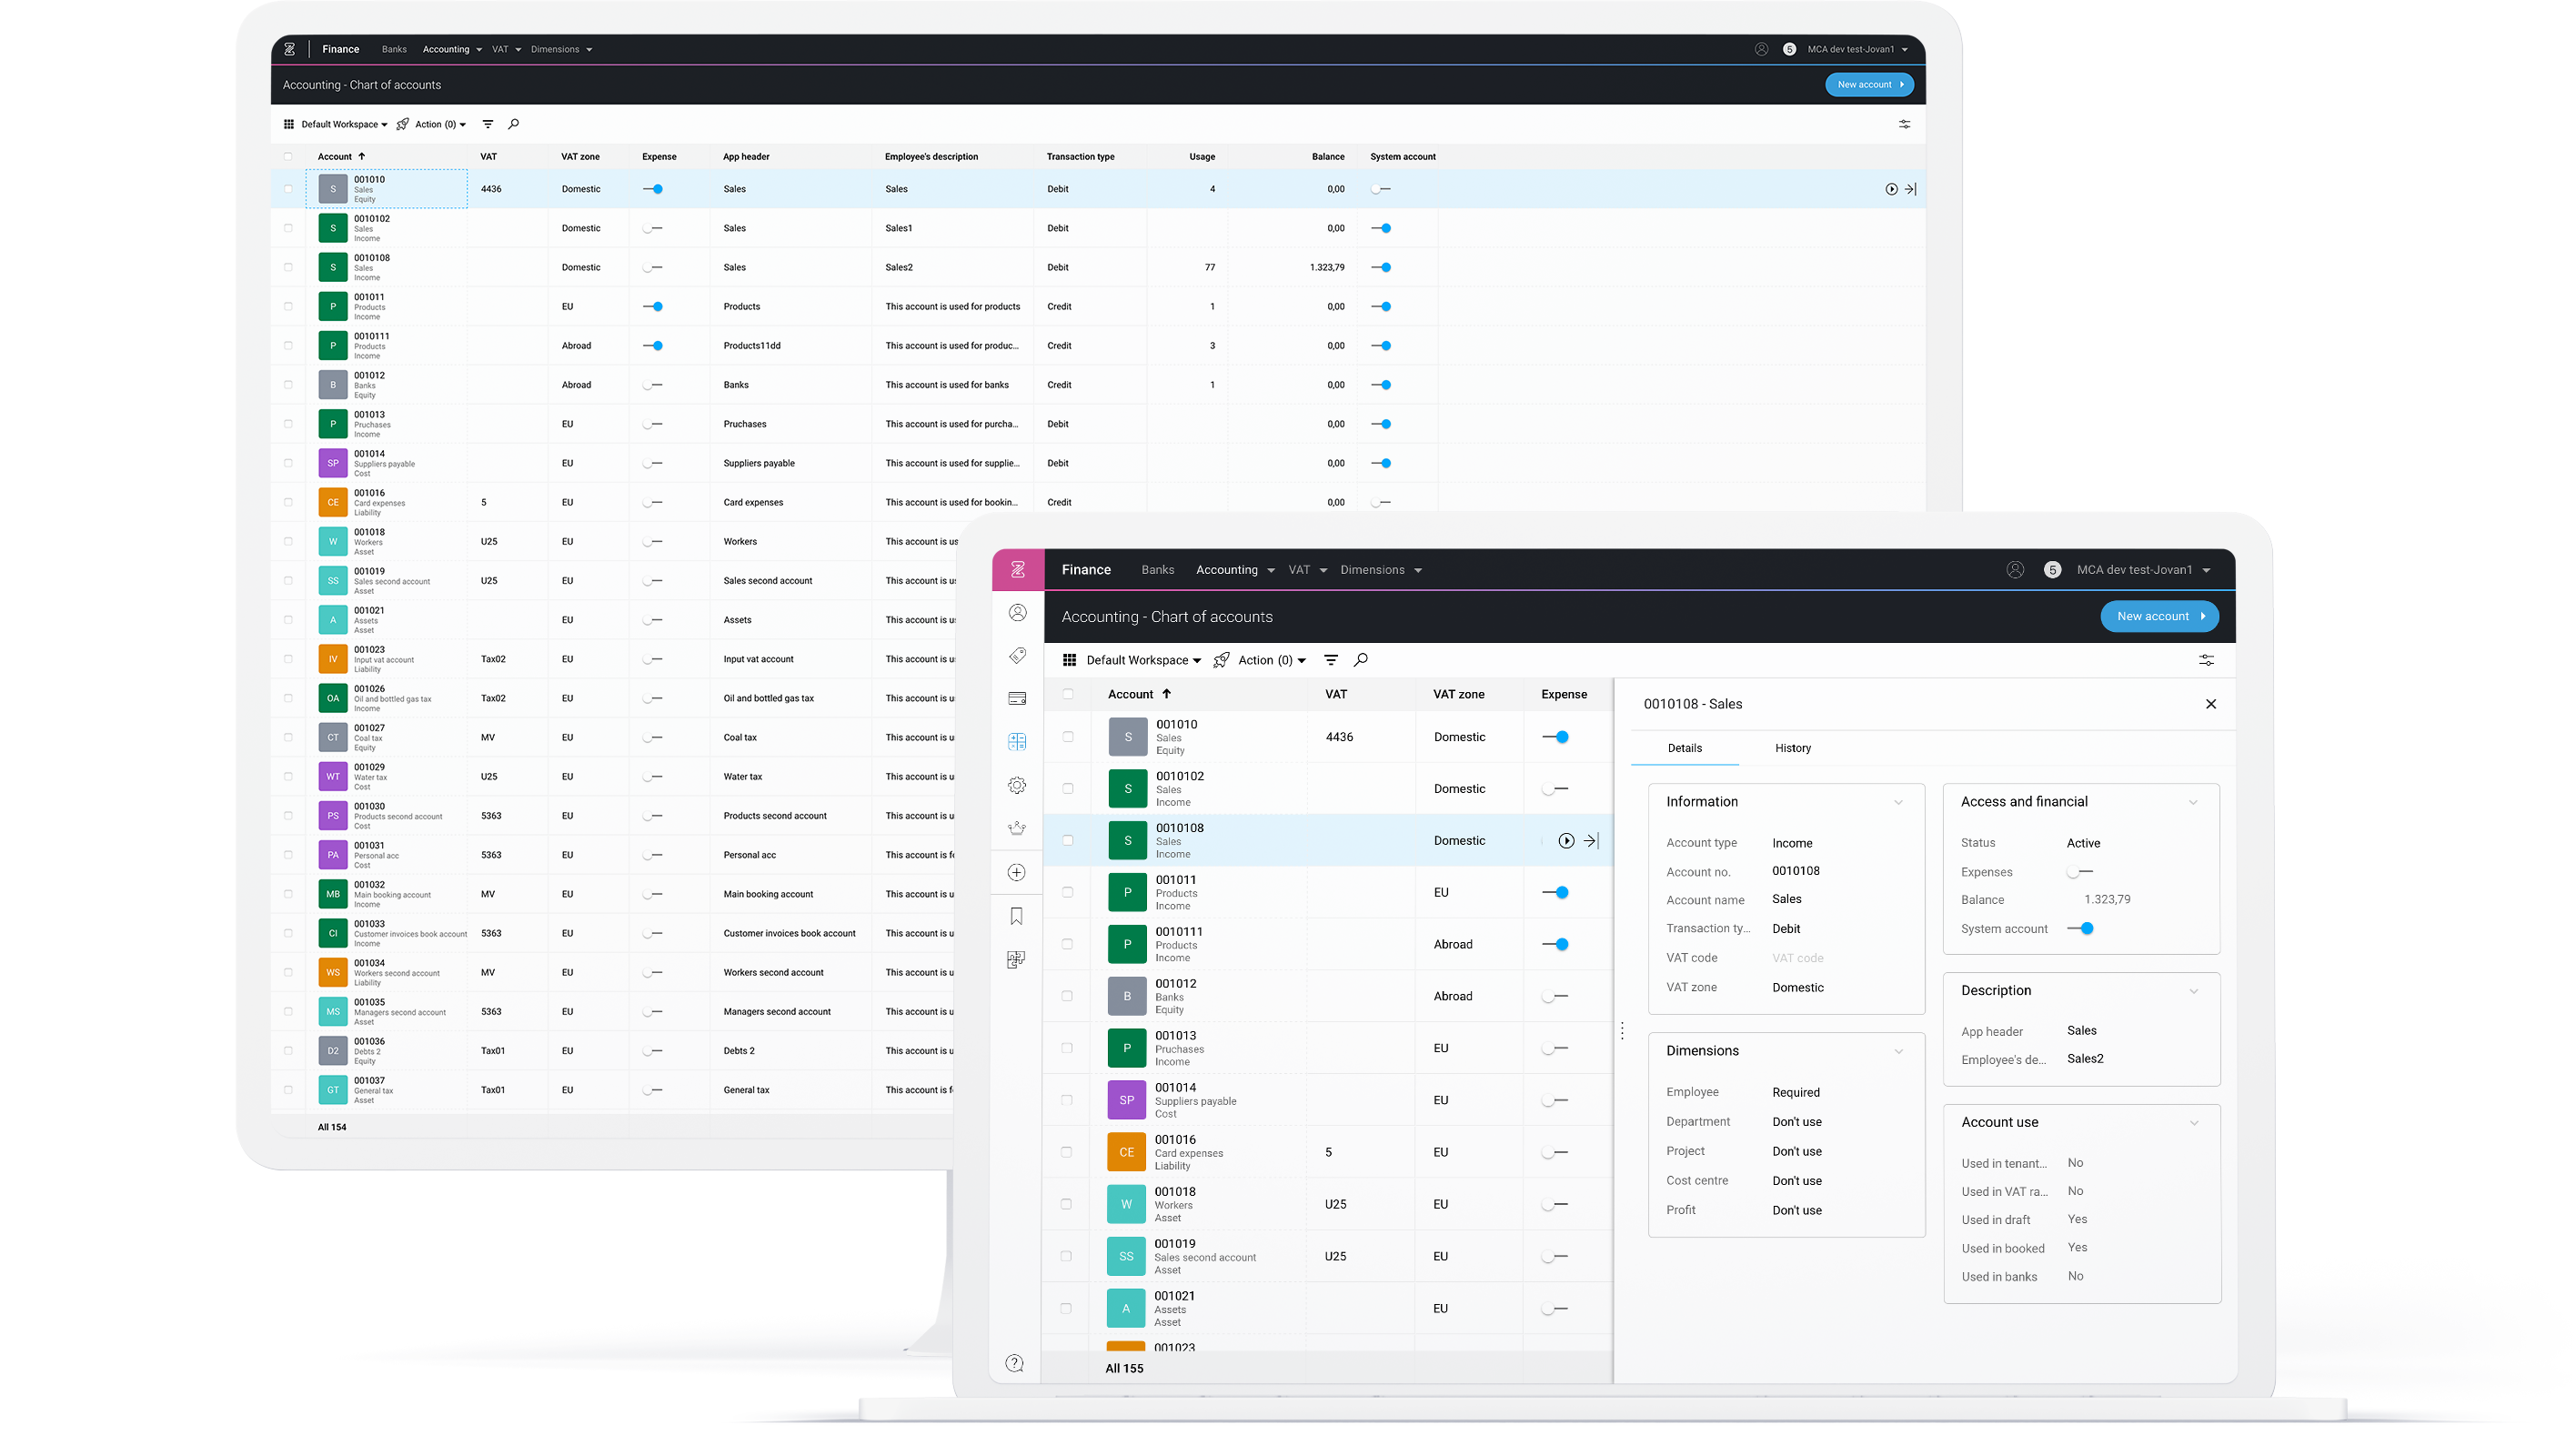 Finance Banks Accounting VAT Dimensions 5 MCA dev test-Jovan1
Accounting - Chart of accounts New account
Default Workspace Action (0)
Account VAT VAT zone Expense App header Employee's description Transaction type Usage Balance System account
S 001010 Sales Equity 4436 Domestic Sales Sales Debit 4 0,00
S 0010102 Sales Income Domestic Sales Sales1 Debit 0,00
S 0010108 Sales Income Domestic Sales Sales2 Debit 77 1.323,79
P 001011 Products Income EU Products This account is used for products Credit 1 0,00
P 0010111 Products Income Abroad Products11dd This account is used for produc... Credit 3 0,00
B 001012 Banks Equity Abroad Banks This account is used for banks Credit 1 0,00
P 001013 Pruchases Income EU Pruchases This account is used for purcha... Debit 0,00
SP 001014 Suppliers payable Cost EU Suppliers payable This account is used for supplie... Debit 0,00
CE 001016 Card expenses Liability 5 EU Card expenses This account is used for bookin... Credit 0,00
W 001018 Workers Asset U25 EU Workers This account is us
SS 001019 Sales second account Asset U25 EU Sales second account This account is us
A 001021 Assets Asset EU Assets This account is us
IV 001023 Input vat account Liability Tax02 EU Input vat account This account is us
OA 001026 Oil and bottled gas tax Income Tax02 EU Oil and bottled gas tax This account is u
CT 001027 Coal tax Equity MV EU Coal tax This account is u
WT 001029 Water tax Cost U25 EU Water tax This account is u
PS 001030 Products second account Cost 5363 EU Products second account This account is u
PA 001031 Personal acc Cost 5363 EU Personal acc This account is fo
MB 001032 Main booking account Income MV EU Main booking account This account is u
CI 001033 Customer invoices book account Income 5363 EU Customer invoices book account This account is u
WS 001034 Workers second account Liability MV EU Workers second account This account is u
MS 001035 Managers second account Asset 5363 EU Managers second account This account is u
D2 001036 Debts 2 Equity Tax01 EU Debts 2 This account is u
GT 001037 General tax Asset Tax01 EU General tax This account is f
All 154
Finance Banks Accounting VAT Dimensions 5 MCA dev test-Jovan1
Accounting - Chart of accounts New account
Default Workspace Action (0)
Account VAT VAT zone Expense
S 001010 Sales Equity 4436 Domestic
S 0010102 Sales Income Domestic
S 0010108 Sales Income Domestic
P 001011 Products Income EU
P 0010111 Products Income Abroad
B 001012 Banks Equity Abroad
P 001013 Pruchases Income EU
SP 001014 Suppliers payable Cost EU
CE 001016 Card expenses Liability 5 EU
W 001018 Workers Asset U25 EU
SS 001019 Sales second account Asset U25 EU
A 001021 Assets Asset EU
001023
All 155
0010108 - Sales
Details History
Information
Account type Income
Account no. 0010108
Account name Sales
Transaction ty... Debit
VAT code VAT code
VAT zone Domestic
Dimensions
Employee Required
Department Don't use
Project Don't use
Cost centre Don't use
Profit Don't use
Access and financial
Status Active
Expenses
Balance 1.323,79
System account
Description
App header Sales
Employee's de... Sales2
Account use
Used in tenant... No
Used in VAT ra... No
Used in draft Yes
Used in booked Yes
Used in banks No